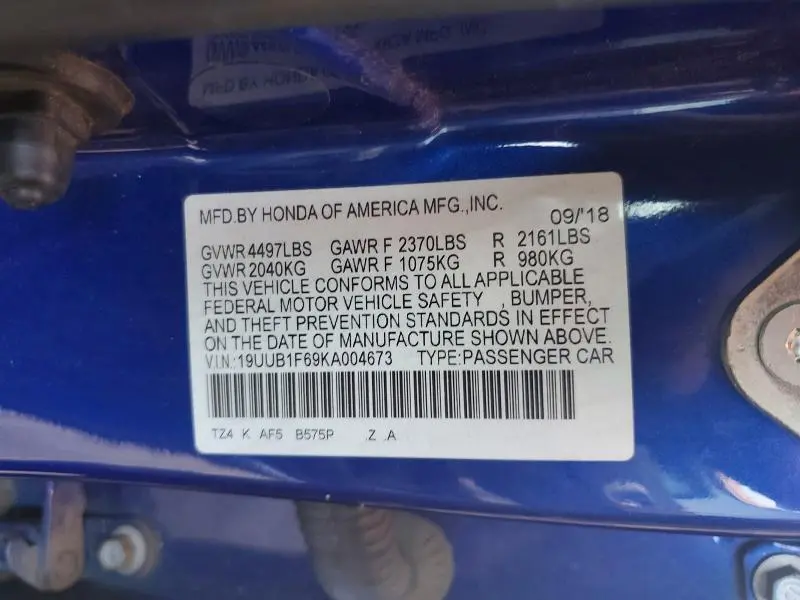 MFD.BY HONDA OF AMERICA MFG.,INC. 09/'18
GVWR 4497LBS GAWR F 2370LBS R 2161LBS
GVWR 2040KG GAWR F 1075KG R 980KG
THIS VEHICLE CONFORMS TO ALL APPLICABLE
FEDERAL MOTOR VEHICLE SAFETY , BUMPER,
AND THEFT PREVENTION STANDARDS IN EFFECT
ON THE DATE OF MANUFACTURE SHOWN ABOVE.
V.I.N.:19UUB1F69KA004673 TYPE:PASSENGER CAR
TZ4 K AF5 B575P .Z .A